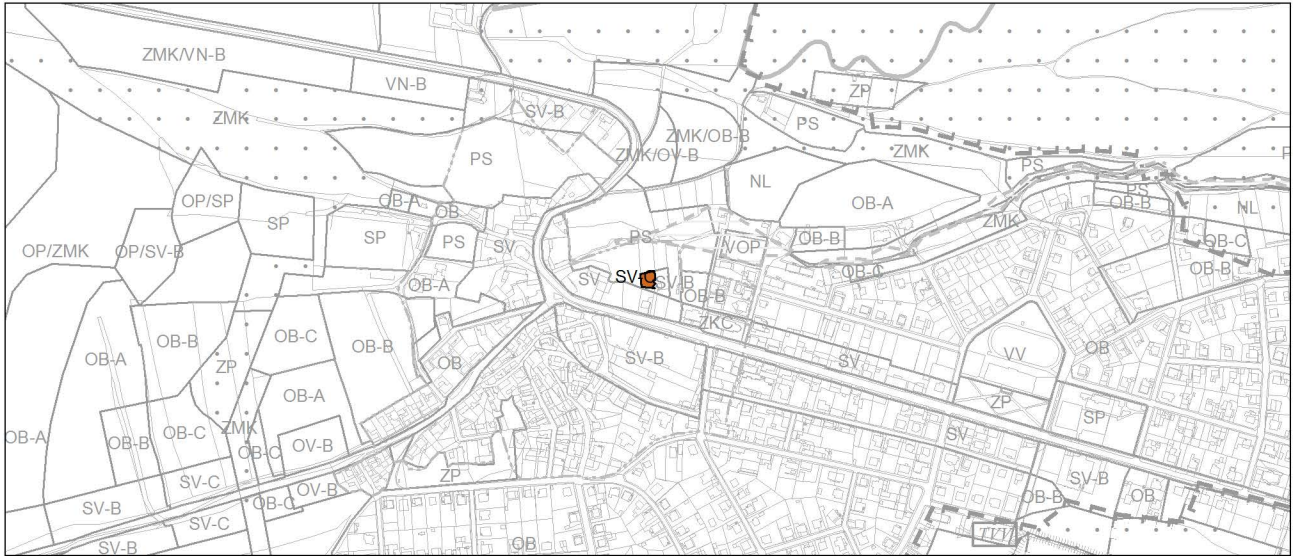 ZMK/VN-B
VN-B
ZMK
SV-B
ZMK/OV-B
ZMK/OB-B
ZP
PS
ZMK
PS
PS
OB-B
NL
OB-C
OB-B
OP/SP
SP
OB-A
OB
PS
SP
SV
PS
NL
OB-A
OB-B
ZMK
OB-C
OP/ZMK
OP/SV-B
OB-A
VOP
PS
SV
SV
SV-B
OB-B
ZKC
OB-A
OB-B
ZP
OB-C
OB-B
OB
SV-B
SV
VV
OB
OB-A
ZP
SP
OB-A
OB-B
OB-C
ZMK
OB-C
OV-B
SV
SV-C
ZP
SV-B
OB-C
OV-B
OB-B
SV-B
OB
SV-C
SV-B
OB